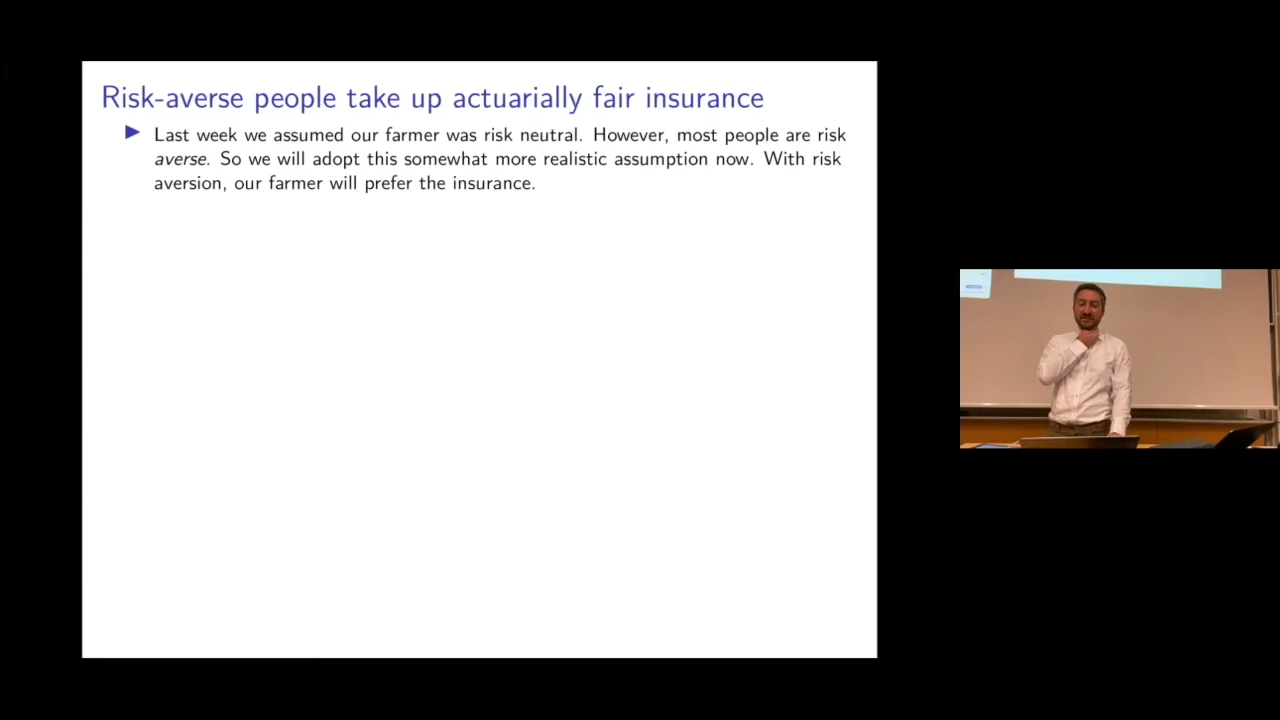 Risk-averse people take up actuarially fair insurance
Last week we assumed our farmer was risk neutral. However, most people are risk
averse. So we will adopt this somewhat more realistic assumption now. With risk
aversion, our farmer will prefer the insurance.